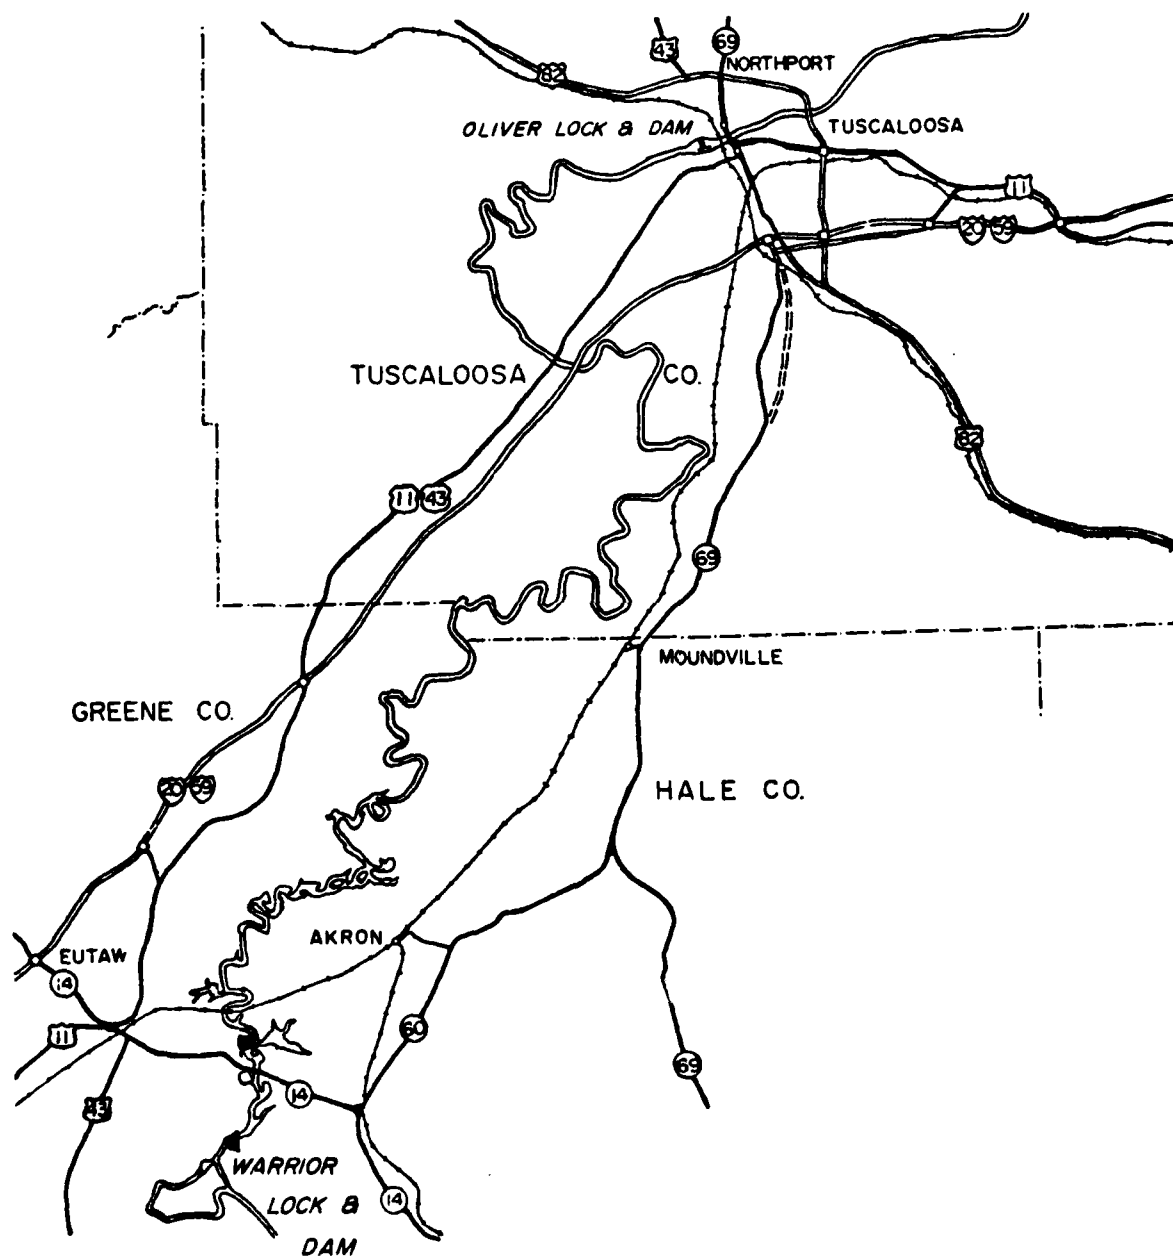 69
43
NORTHPORT
82
OLIVER LOCK & DAM
TUSCALOOSA
11
20 59
TUSCALOOSA CO.
82
11 43
69
MOUNDVILLE
GREENE CO.
20 59
HALE CO.
AKRON
EUTAW
14
60
11
69
14
43
WARRIOR
LOCK &
DAM
14